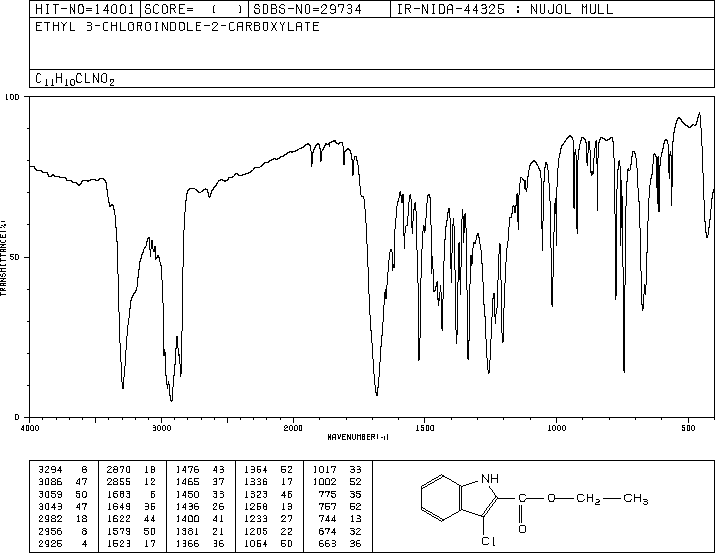 HIT-NO=14001 SCORE= ( ) SDBS-NO=29734 IR-NIDA-44325 : NUJOL MULL
ETHYL 3-CHLOROINDOLE-2-CARBOXYLATE
C11H10CLNO2
100
50
0
TRANSMITTANCE(%)
4000 3000 2000 1500 1000 500
WAVENUMBER(-1)
3294 8 2870 18 1476 43 1364 52 1017 33
3086 47 2855 12 1465 37 1336 17 1002 52
3059 50 1683 6 1450 33 1323 46 775 35
3043 47 1649 36 1436 26 1258 13 757 52
2982 18 1622 44 1400 41 1233 27 744 13
2956 8 1579 50 1381 21 1205 22 674 32
2925 4 1523 17 1366 36 1054 50 663 36
NH
C O CH2 CH3
O
Cl